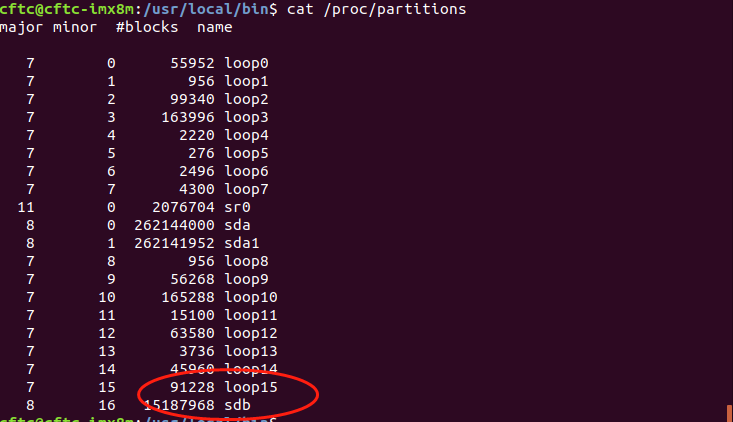 cftc@cftc-imx8m:/usr/local/bin$ cat /proc/partitions
major minor  #blocks  name
7        0      55952 loop0
7        1        956 loop1
7        2      99340 loop2
7        3     163996 loop3
7        4       2220 loop4
7        5        276 loop5
7        6       2496 loop6
7        7       4300 loop7
11        0    2076704 sr0
8        0  262144000 sda
8        1  262141952 sda1
7        8        956 loop8
7        9      56268 loop9
7       10     165288 loop10
7       11      15100 loop11
7       12      63580 loop12
7       13       3736 loop13
7       14      45960 loop14
7       15      91228 loop15
8       16   15187968 sdb
cftc@cftc-imx8m:/usr/local/bin$